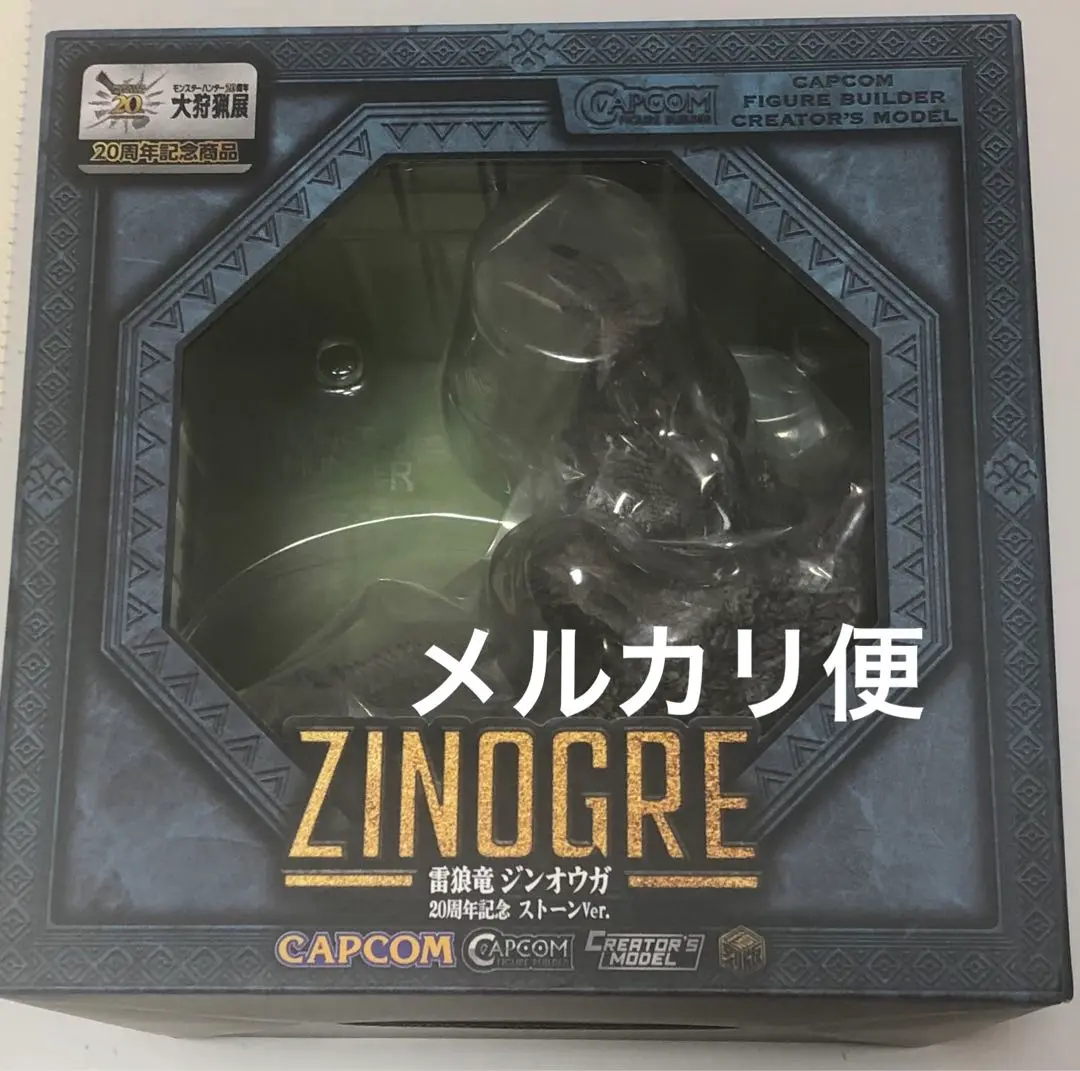 モンスターハンター20周年
大狩猟展
20
20周年記念商品
CAPCOM
FIGURE BUILDER
CAPCOM
FIGURE BUILDER
CREATOR'S MODEL
メルカリ便
ZINOGRE
雷狼竜 ジンオウガ
20周年記念 ストーンVer.
CAPCOM
CAPCOM
FIGURE BUILDER
CREATOR'S
MODEL